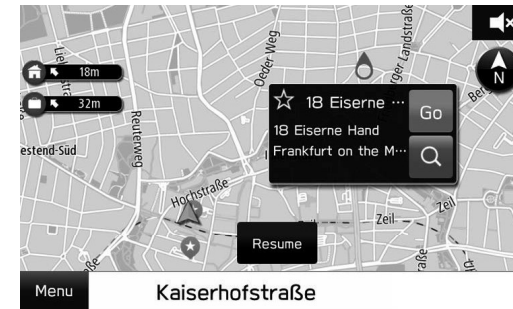 Oeder Weg
18m
32m
Reuterweg
estend-Süd
18 Eiserne ···
Go
18 Eiserne Hand
Frankfurt on the M···
Hochstraße
Zeil
Zeil
Resume
Menu
Kaiserhofstraße
N